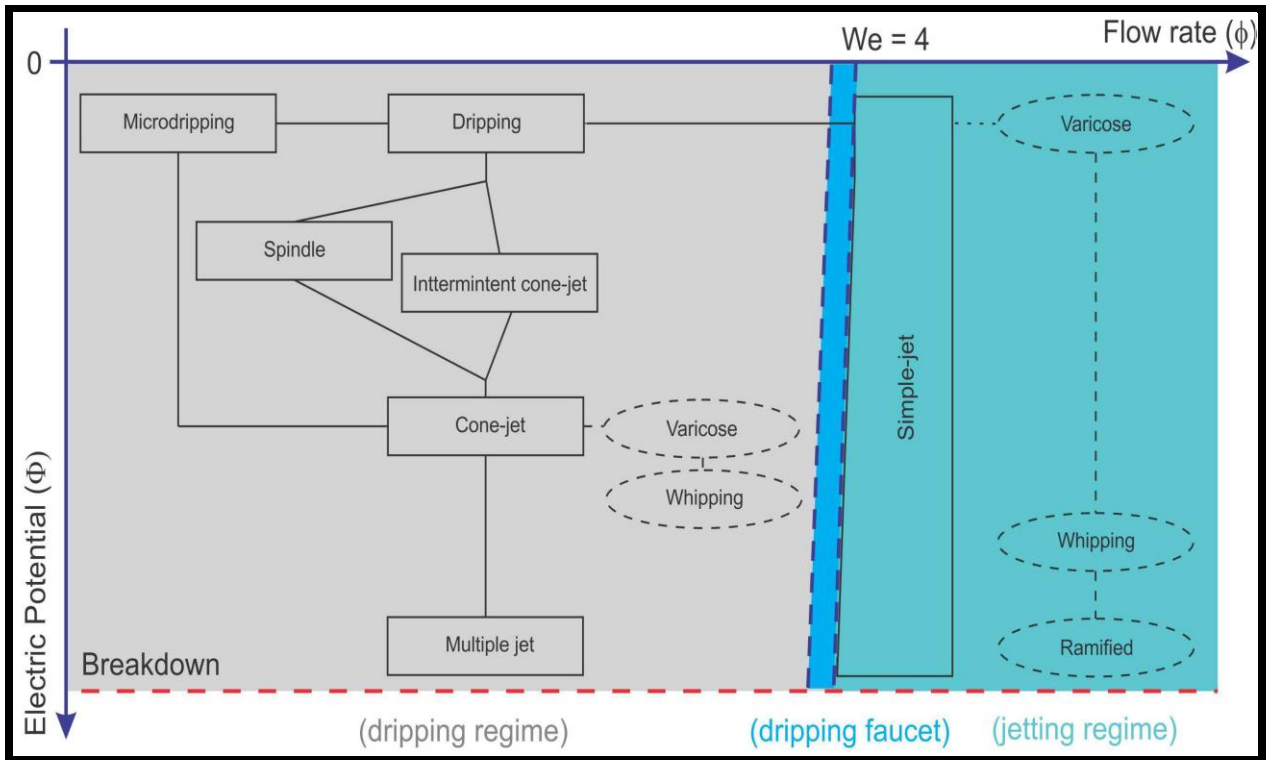 We = 4
Flow rate (ϕ)
0
Microdripping
Dripping
Varicose
Spindle
Inttermintent cone-jet
Simple-jet
Cone-jet
Varicose
Whipping
Whipping
Multiple jet
Ramified
Breakdown
Electric Potential (Φ)
(dripping regime)
(dripping faucet)
(jetting regime)